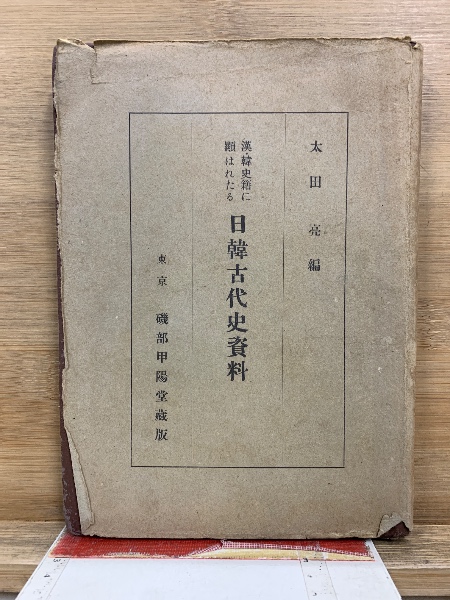 太田亮編
漢・韓史籍に
顯はれたる
日韓古代史資料
東京 磯部甲陽堂蔵版